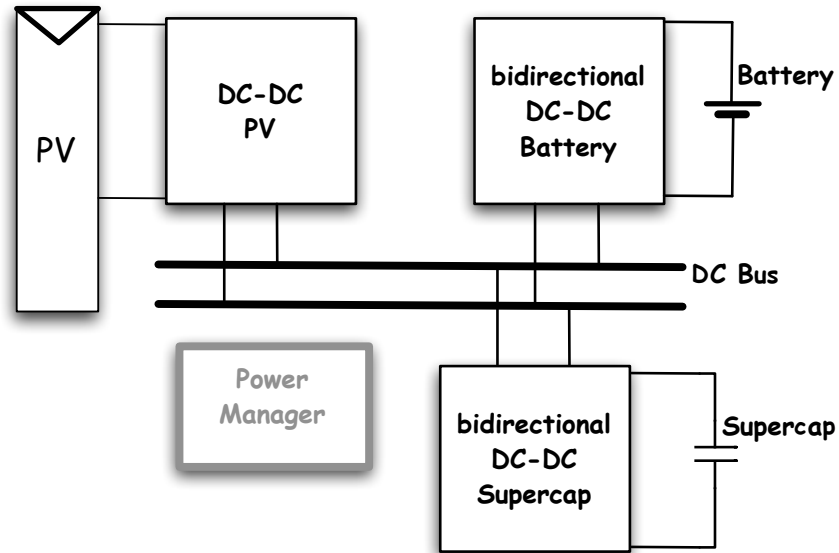 PV
DC-DC
PV
bidirectional
DC-DC
Battery
Battery
DC Bus
Power
Manager
bidirectional
DC-DC
Supercap
Supercap